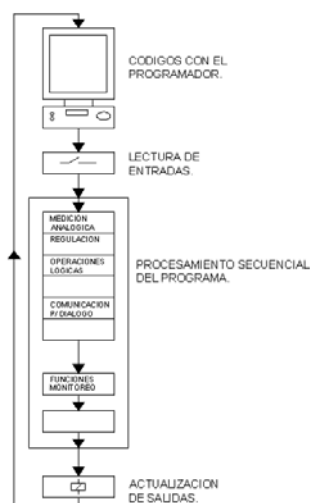 CODIGOS CON EL
PROGRAMADOR.
LECTURA DE
ENTRADAS.
MEDICION
ANALOGICA
REGULACION
OPERACIONES
LOGICAS
PROCESAMIENTO SECUENCIAL
DEL PROGRAMA.
COMUNICACION
P/ DIALOGO
FUNCIONES
MONITOREO
ACTUALIZACION
DE SALIDAS.